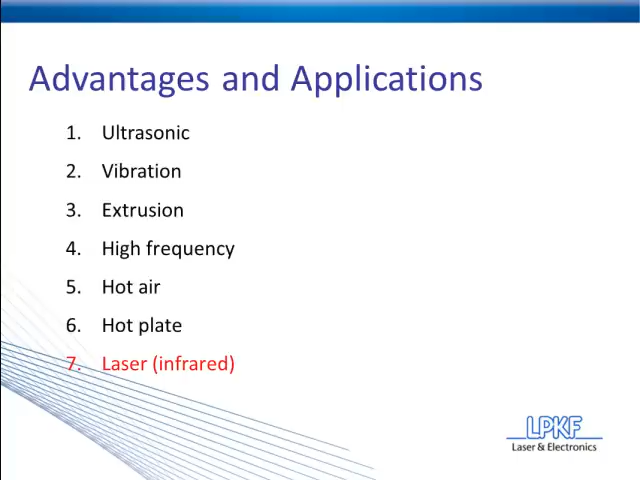 Advantages and Applications
1. Ultrasonic
2. Vibration
3. Extrusion
4. High frequency
5. Hot air
6. Hot plate
7. Laser (infrared)
LPKF
Laser & Electronics